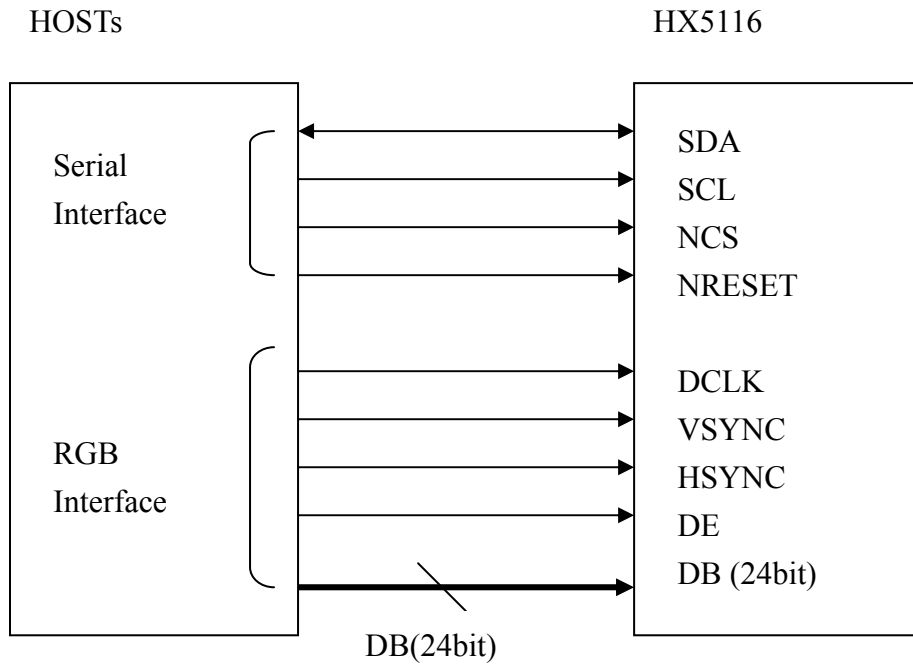 HOSTs
HX5116
Serial
Interface
SDA
SCL
NCS
NRESET
RGB
Interface
DCLK
VSYNC
HSYNC
DE
DB (24bit)
DB(24bit)